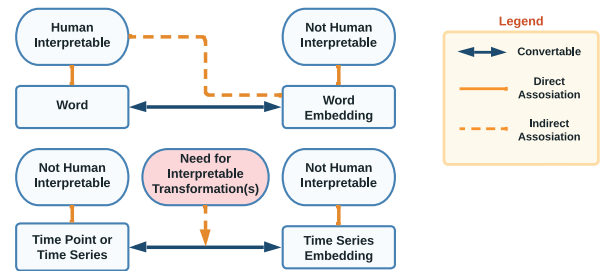 Human
Interpretable
Not Human
Interpretable
Word
Word
Embedding
Not Human
Interpretable
Need for
Interpretable
Transformation(s)
Not Human
Interpretable
Time Point or
Time Series
Time Series
Embedding
Legend
Convertable
Direct
Assosiation
Indirect
Assosiation